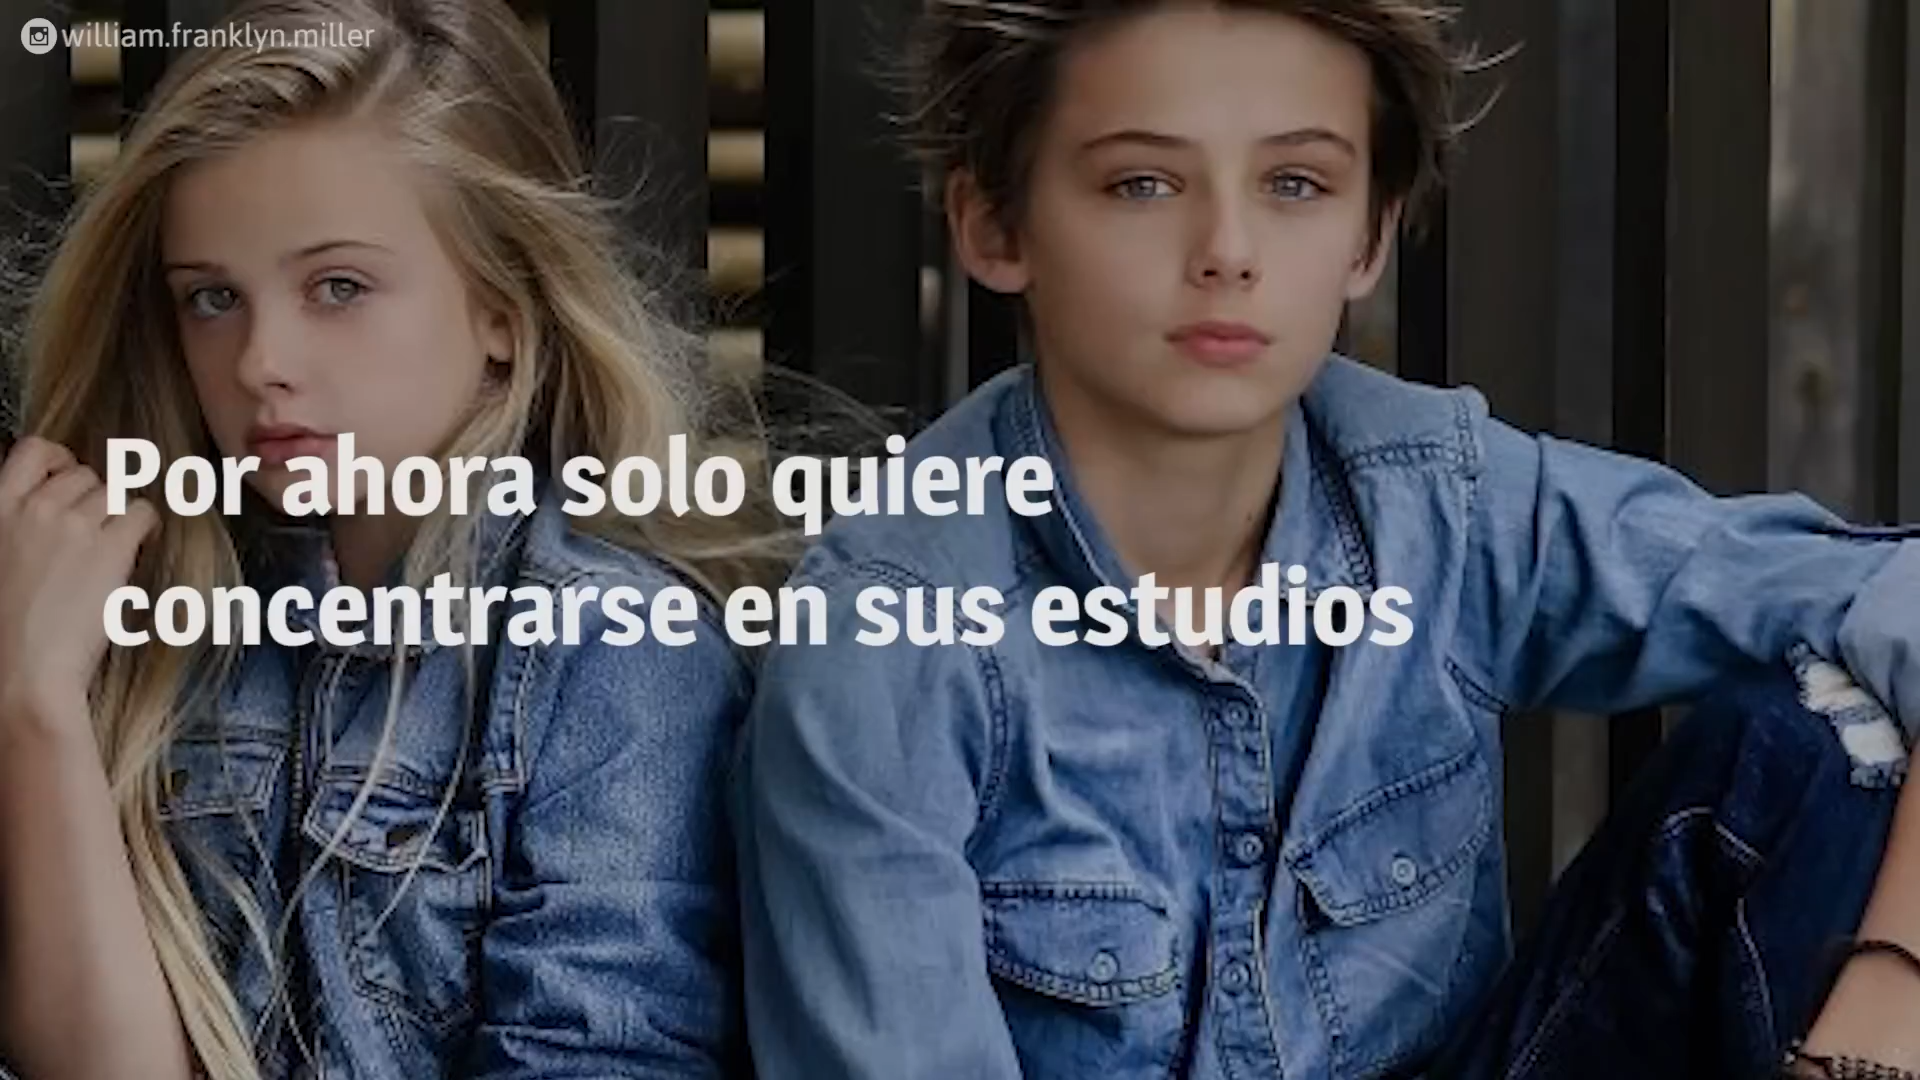 william.franklyn.miller
Por ahora solo quiere
concentrarse en sus estudios